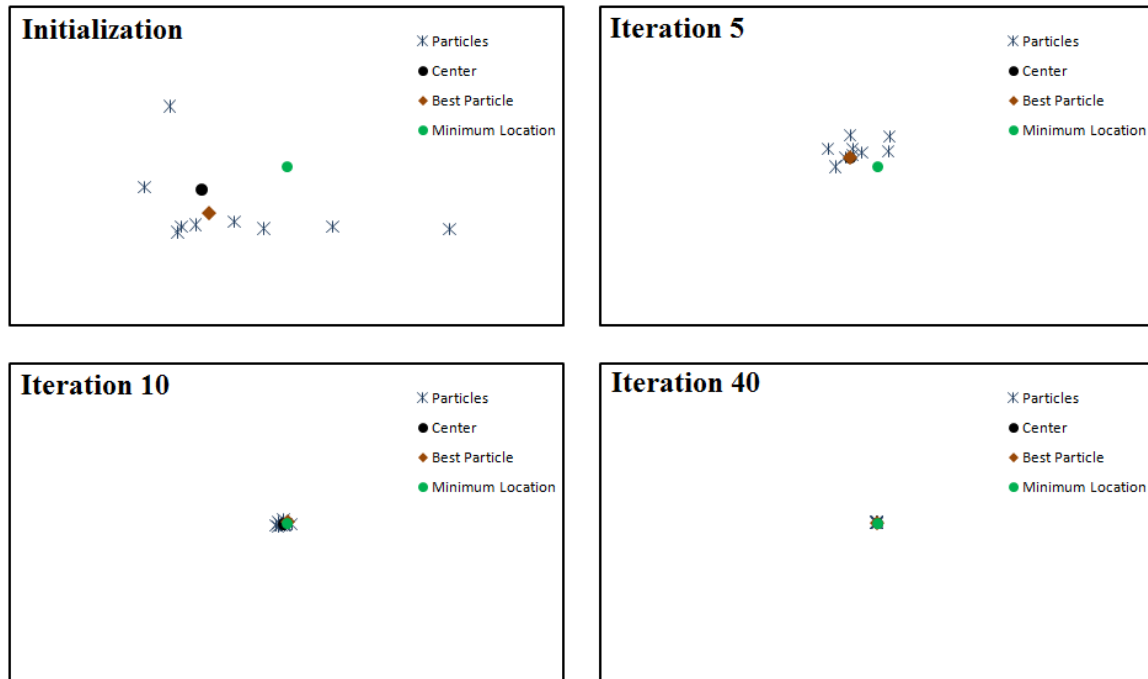 Initialization
Particles
Center
Best Particle
Minimum Location
Iteration 5
Particles
Center
Best Particle
Minimum Location
Iteration 10
Particles
Center
Best Particle
Minimum Location
Iteration 40
Particles
Center
Best Particle
Minimum Location